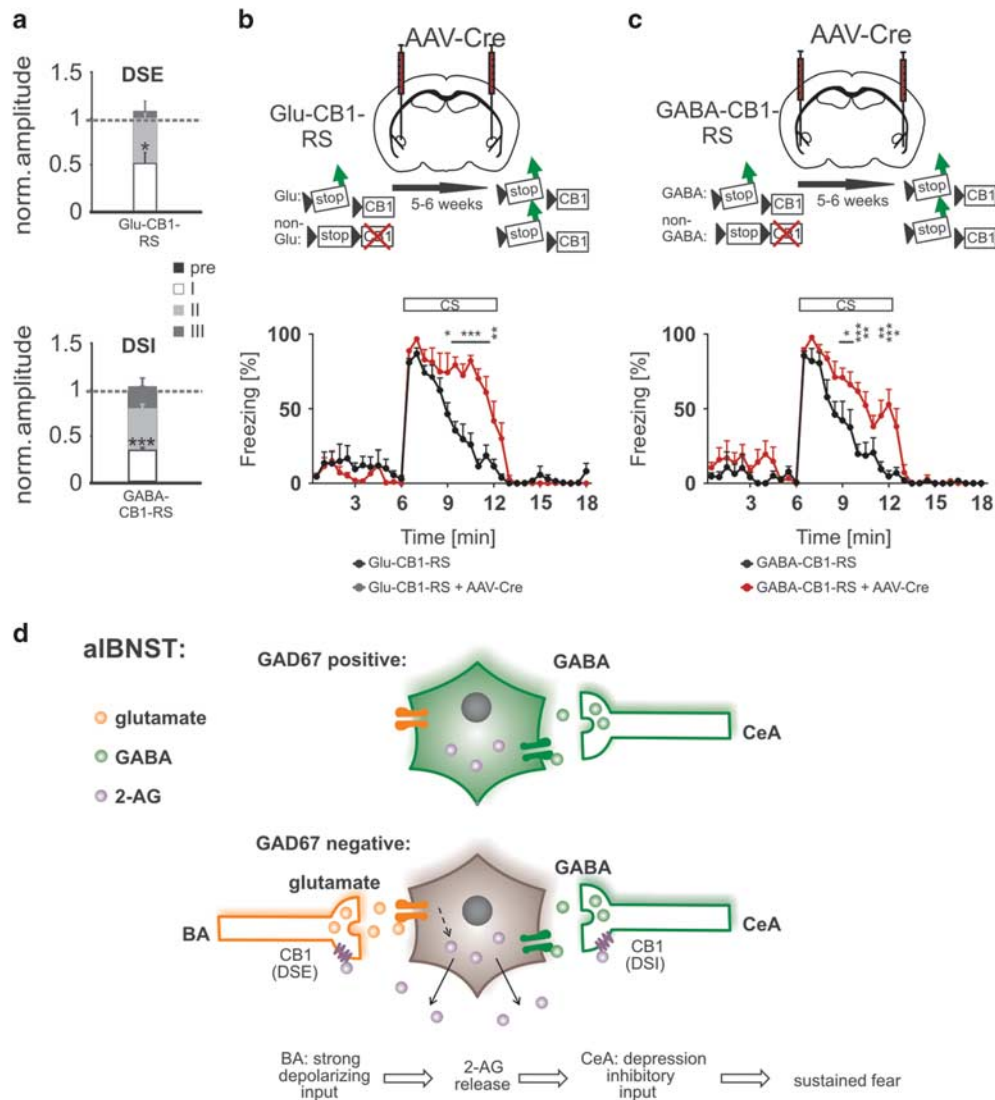 a
DSE
norm. amplitude
1.5
1
0.5
0
*
Glu-CB1-
RS
pre
I
II
III
DSI
norm. amplitude
1.5
1
0.5
0
***
GABA-
CB1-RS
b
AAV-Cre
Glu-CB1-
RS
Glu:
stop
CB1
non-
Glu:
stop
CB1
5-6 weeks
stop
CB1
stop
CB1
CS
* *** **
Freezing [%]
100
50
0
3 6 9 12 15 18
Time [min]
Glu-CB1-RS
Glu-CB1-RS + AAV-Cre
c
AAV-Cre
GABA-CB1-
RS
GABA:
stop
CB1
non-
GABA:
stop
CB1
5-6 weeks
stop
CB1
stop
CB1
CS
* *** ** ** *** *
Freezing [%]
100
50
0
3 6 9 12 15 18
Time [min]
GABA-CB1-RS
GABA-CB1-RS + AAV-Cre
d
alBNST:
glutamate
GABA
2-AG
GAD67 positive:
GABA
CeA
GAD67 negative:
glutamate
GABA
BA
CB1
(DSE)
CB1
(DSI)
CeA
BA: strong
depolarizing
input
2-AG
release
CeA: depression
inhibitory
input
sustained fear